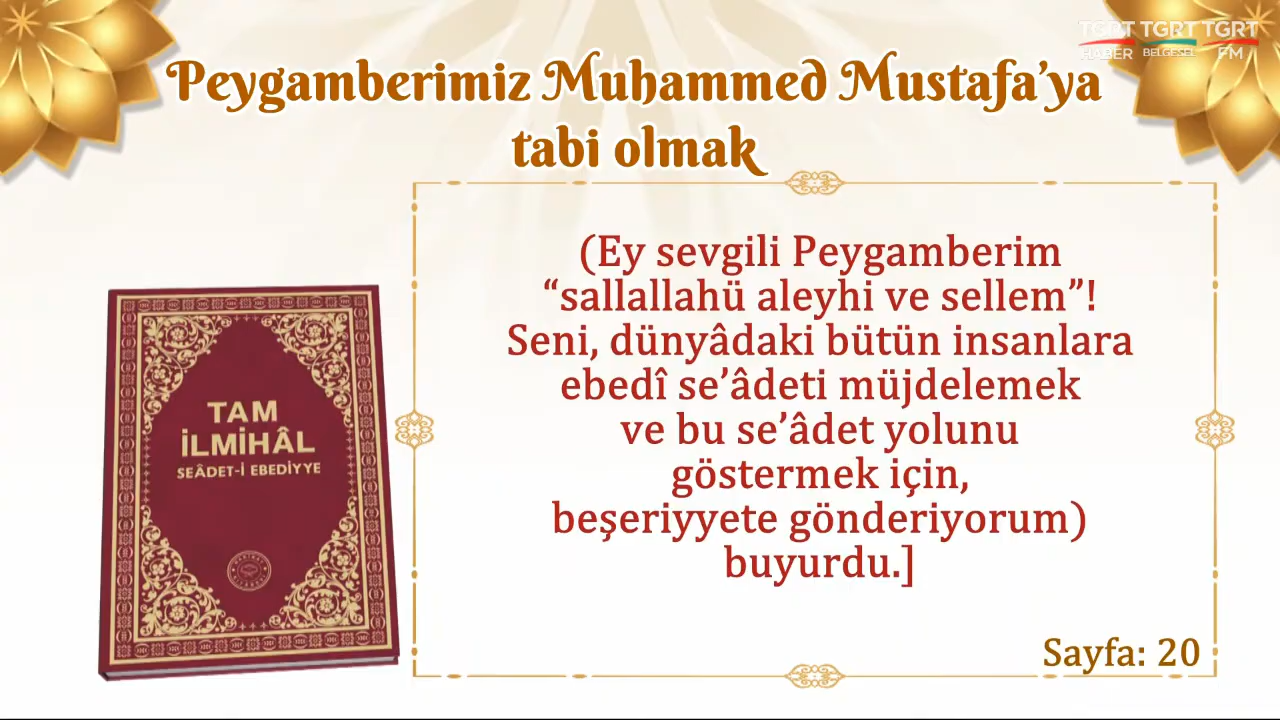 TGRT TGRT TGRT
HABER BELGESEL FM
Peygamberimiz Muhammed Mustafa’ya
tabi olmak
(Ey sevgili Peygamberim
“sallallahü aleyhi ve sellem”!
Seni, dünyâdaki bütün insanlara
ebedî se’âdeti müjdelemek
ve bu se’âdet yolunu
göstermek için,
beşeriyyete gönderiyorum)
buyurdu.]
TAM
İLMİHÂL
SEÂDET-İ EBEDİYYE
Sayfa: 20